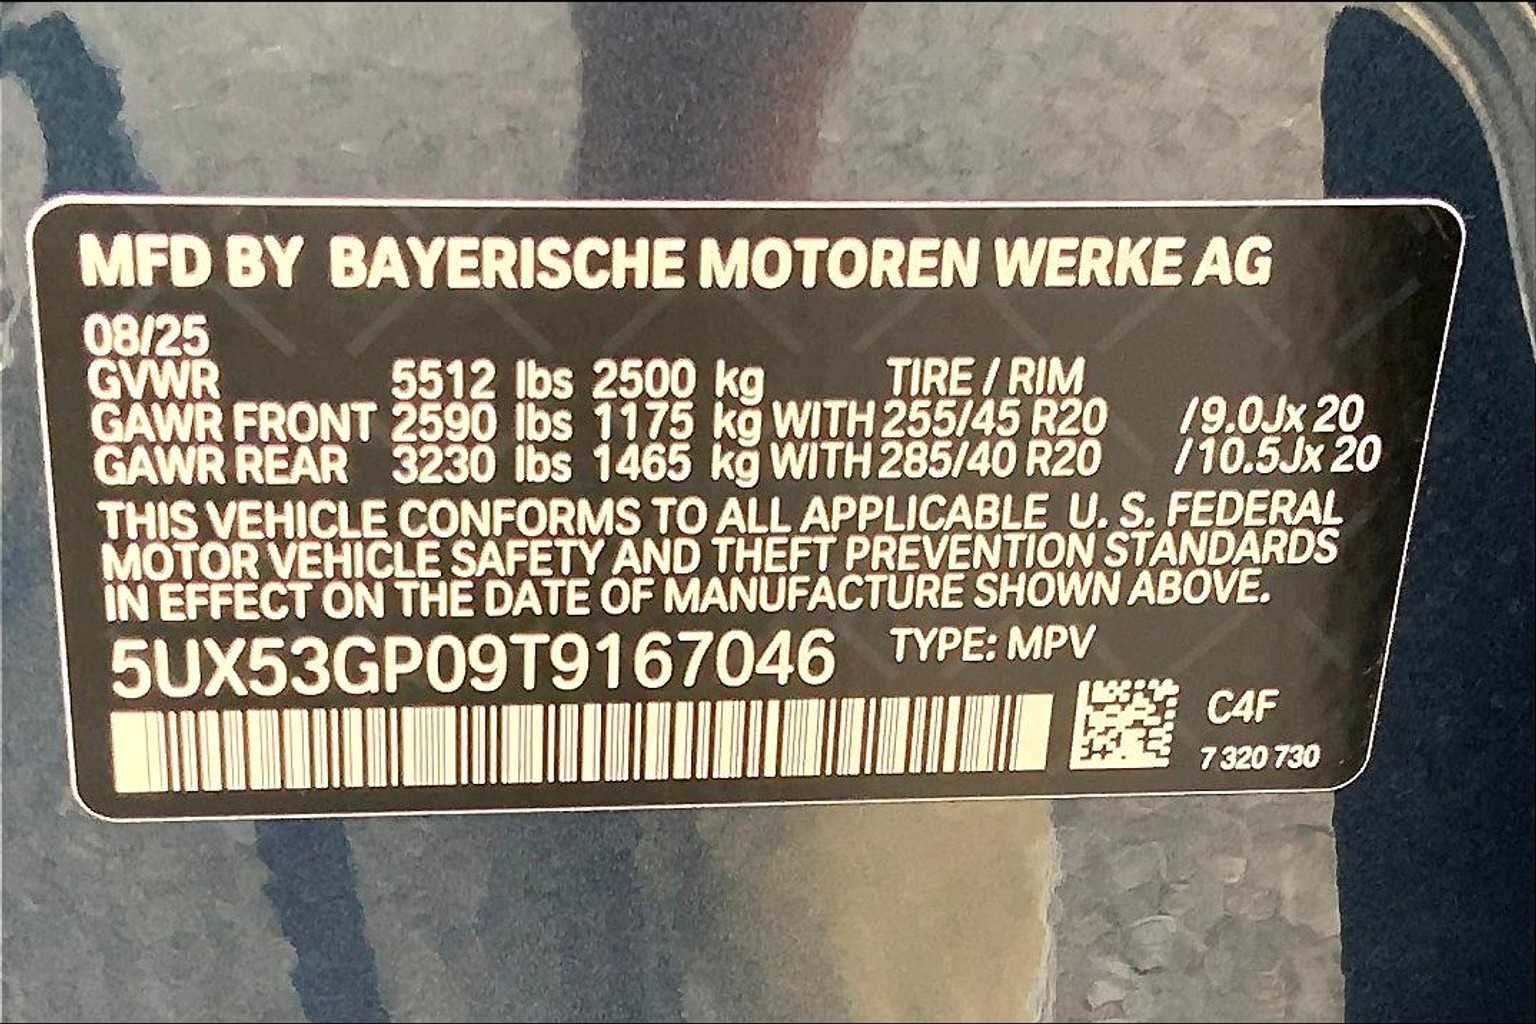 MFD BY BAYERISCHE MOTOREN WERKE AG
08/25
GVWR 5512 lbs 2500 kg TIRE / RIM
GAWR FRONT 2590 lbs 1175 kg WITH 255/45 R20 /9.0Jx 20
GAWR REAR 3230 lbs 1465 kg WITH 285/40 R20 /10.5Jx 20
THIS VEHICLE CONFORMS TO ALL APPLICABLE U. S. FEDERAL
MOTOR VEHICLE SAFETY AND THEFT PREVENTION STANDARDS
IN EFFECT ON THE DATE OF MANUFACTURE SHOWN ABOVE.
5UX53GP09T9167046 TYPE: MPV
C4F
7 320 730